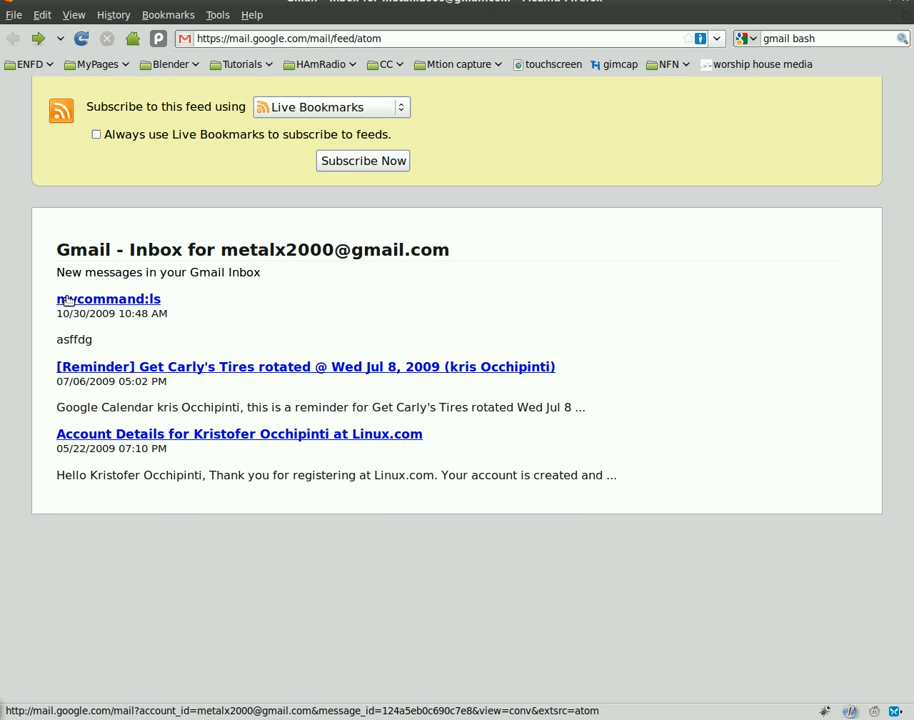 File Edit View History Bookmarks Tools Help
https://mail.google.com/mail/feed/atom
gmail bash
ENFD MyPages Blender Tutorials HAmRadio CC Mtion capture touchscreen gimcap NFN worship house media
Subscribe to this feed using Live Bookmarks
Always use Live Bookmarks to subscribe to feeds.
Subscribe Now
Gmail - Inbox for metalx2000@gmail.com
New messages in your Gmail Inbox
mycommand:ls
10/30/2009 10:48 AM
asffdg
[Reminder] Get Carly's Tires rotated @ Wed Jul 8, 2009 (kris Occhipinti)
07/06/2009 05:02 PM
Google Calendar kris Occhipinti, this is a reminder for Get Carly's Tires rotated Wed Jul 8 ...
Account Details for Kristofer Occhipinti at Linux.com
05/22/2009 07:10 PM
Hello Kristofer Occhipinti, Thank you for registering at Linux.com. Your account is created and ...
http://mail.google.com/mail?account_id=metalx2000@gmail.com&message_id=124a5eb0c690c7e8&view=conv&extsrc=atom